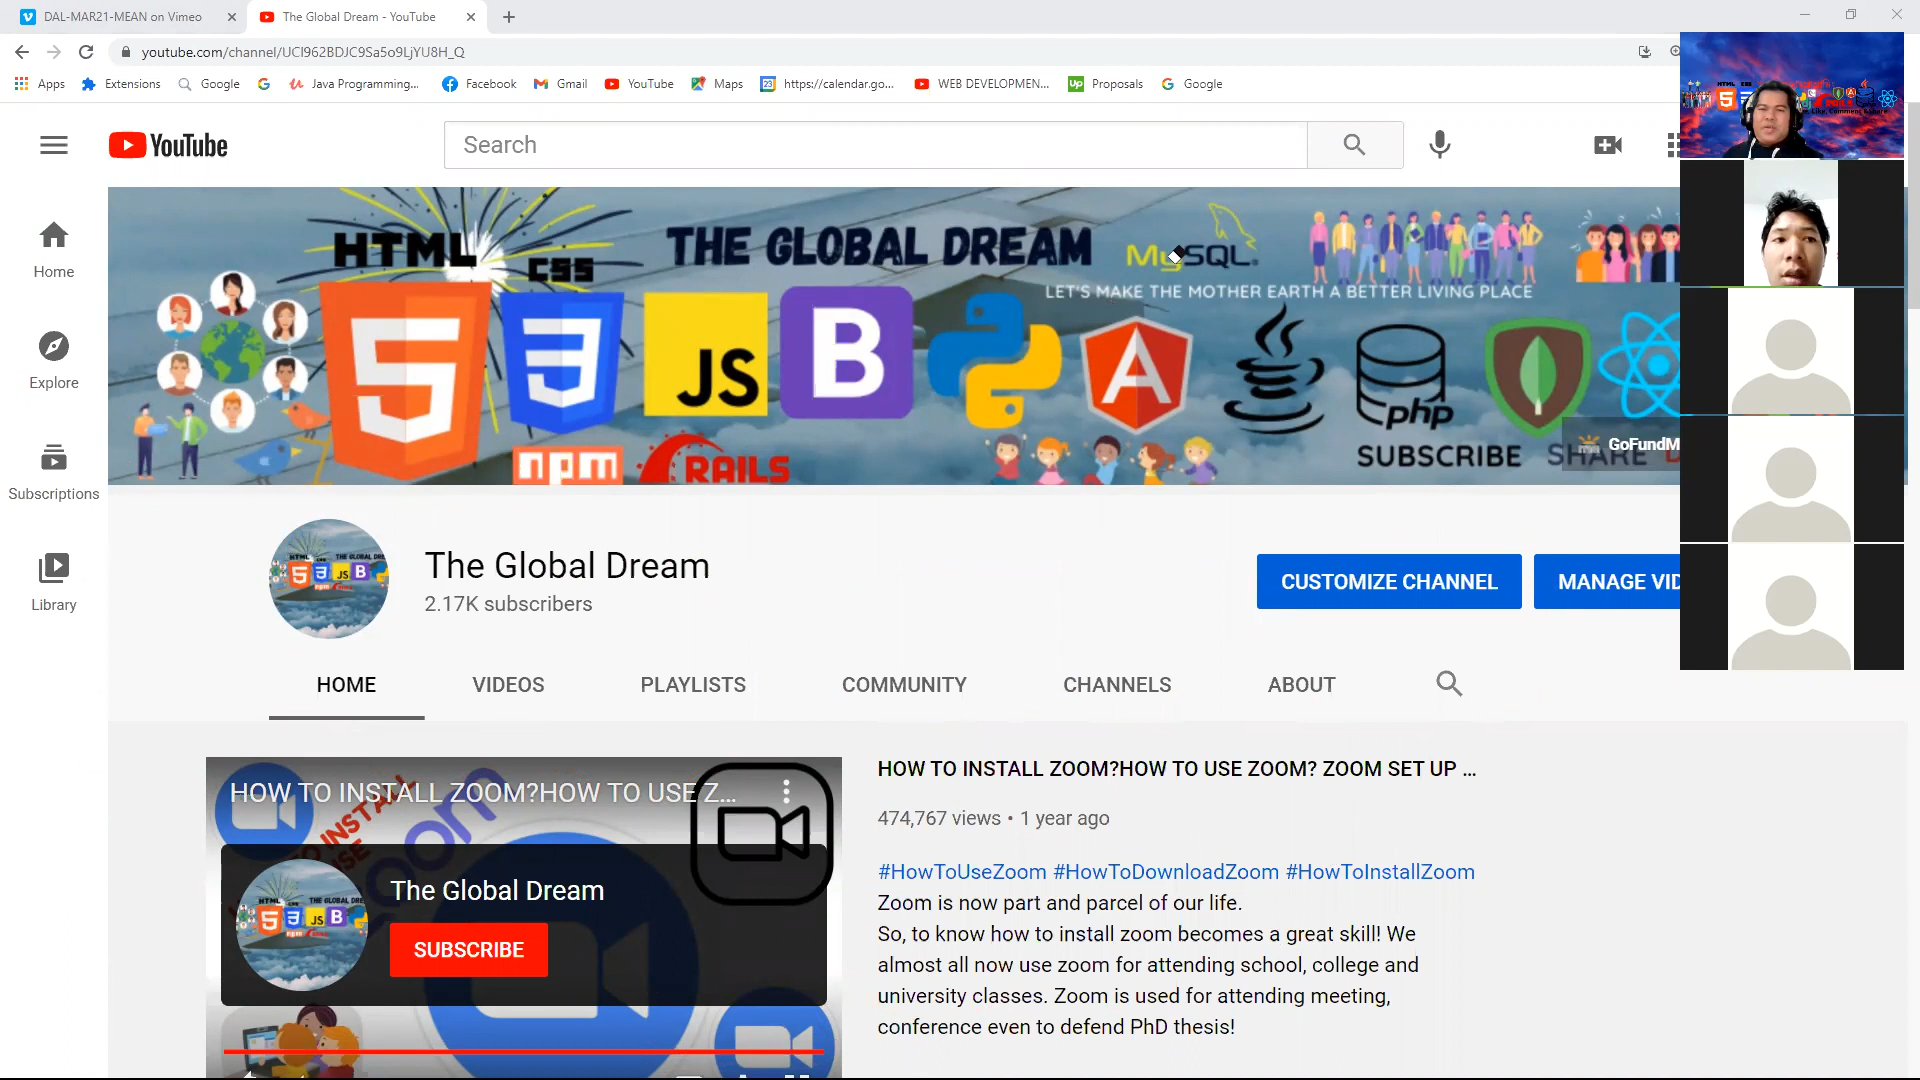 DAL-MAR21-MEAN on Vimeo
The Global Dream - YouTube
youtube.com/channel/UCI962BDJC9Sa5o9LjYU8H_Q
Apps
Extensions
Google
Java Programming...
Facebook
Gmail
YouTube
Maps
23
https://calendar.go...
WEB DEVELOPMEN...
Up
Proposals
Google
YouTube
Search
Home
Explore
Subscriptions
Library
HTML
CSS
THE GLOBAL DREAM
MySQL
LET'S MAKE THE MOTHER EARTH A BETTER LIVING PLACE
5
3
JS
B
A
php
npm
RAILS
SUBSCRIBE SHARE
GoFundM
The Global Dream
2.17K subscribers
CUSTOMIZE CHANNEL
MANAGE VID
HOME
VIDEOS
PLAYLISTS
COMMUNITY
CHANNELS
ABOUT
HOW TO INSTALL ZOOM?HOW TO USE Z...
The Global Dream
SUBSCRIBE
HOW TO INSTALL ZOOM?HOW TO USE ZOOM? ZOOM SET UP ...
474,767 views • 1 year ago
#HowToUseZoom #HowToDownloadZoom #HowToInstallZoom
Zoom is now part and parcel of our life.
So, to know how to install zoom becomes a great skill! We
almost all now use zoom for attending school, college and
university classes. Zoom is used for attending meeting,
conference even to defend PhD thesis!